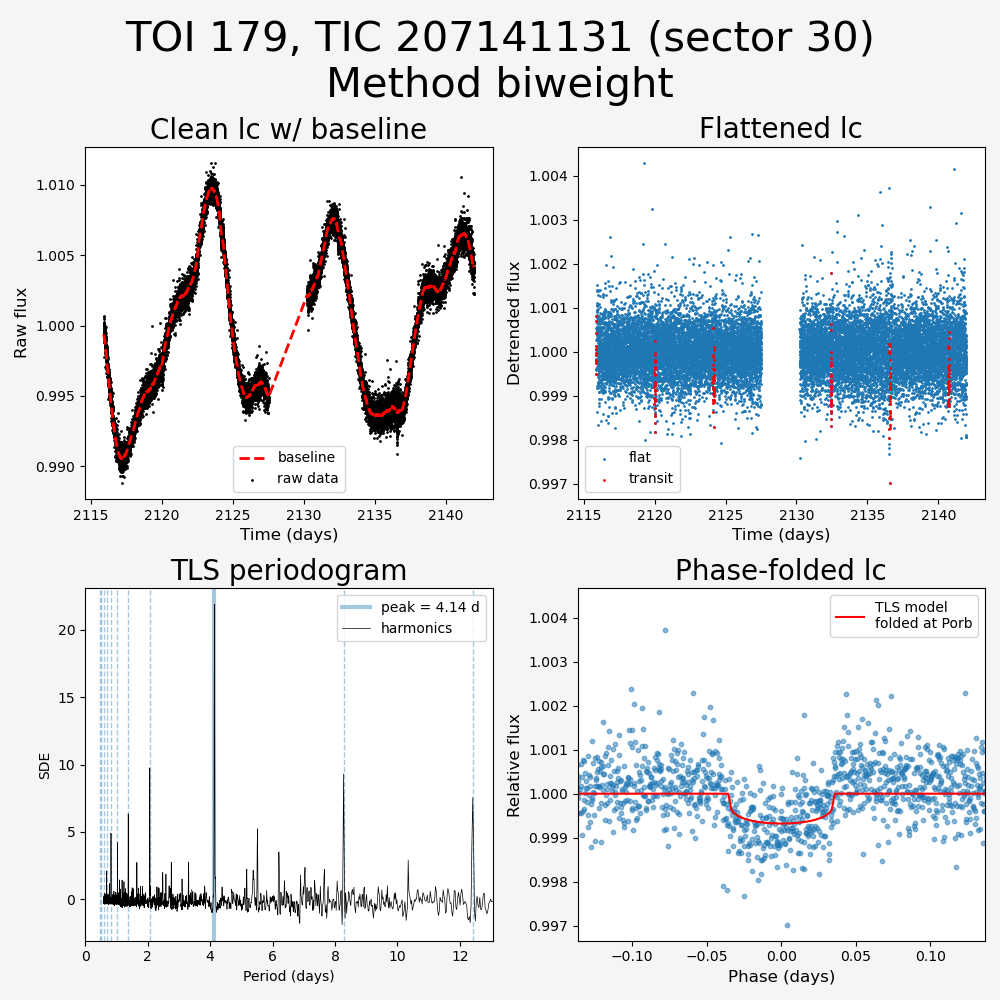 TOI 179, TIC 207141131 (sector 30)
Method biweight
Clean lc w/ baseline
Raw flux
1.010
1.005
1.000
0.995
0.990
baseline
raw data
2115
2120
2125
2130
2135
2140
Time (days)
Flattened lc
Detrended flux
1.004
1.003
1.002
1.001
1.000
0.999
0.998
0.997
flat
transit
2115
2120
2125
2130
2135
2140
Time (days)
TLS periodogram
SDE
20
15
10
5
0
peak = 4.14 d
harmonics
0
2
4
6
8
10
12
Period (days)
Phase-folded lc
Relative flux
1.004
1.003
1.002
1.001
1.000
0.999
0.998
0.997
TLS model
folded at Porb
−0.10
−0.05
0.00
0.05
0.10
Phase (days)